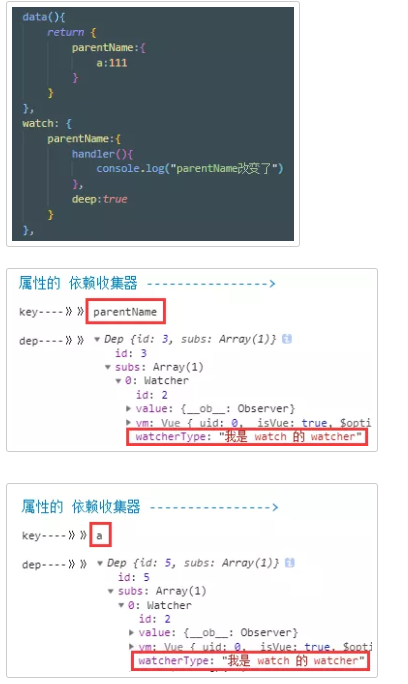 data(){
return {
parentName:{
a:111
}
}
},
watch: {
parentName:{
handler(){
console.log("parentName改变了")
},
deep:true
}
},
属性的 依赖收集器 ---------------->
key----》》 parentName
dep----》》 ▼ Dep {id: 3, subs: Array(1)} i
id: 3
▼ subs: Array(1)
▼ 0: Watcher
id: 2
▶ value: {__ob__: Observer}
▶ vm: Vue {_uid: 0, _isVue: true, $opti
watcherType: "我是 watch 的 watcher"
属性的 依赖收集器 ---------------->
key----》》 a
dep----》》 ▼ Dep {id: 5, subs: Array(1)} i
id: 5
▼ subs: Array(1)
▼ 0: Watcher
id: 2
▶ value: {__ob__: Observer}
▶ vm: Vue {_uid: 0, _isVue: true, $opti
watcherType: "我是 watch 的 watcher"